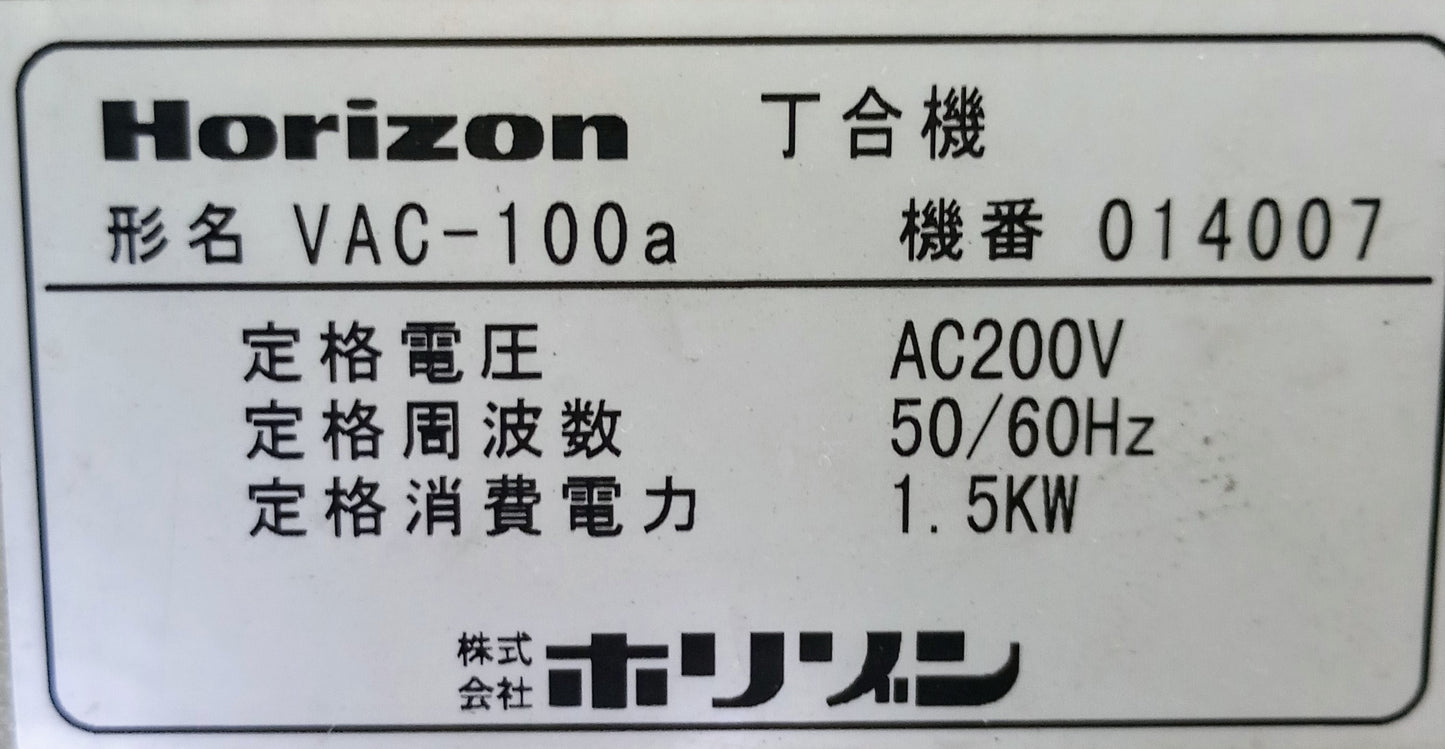 Horizon 丁合機
形名 VAC-100a 機番 014007
定格電圧 AC200V
定格周波数 50/60Hz
定格消費電力 1.5KW
株式会社 ホリゾン